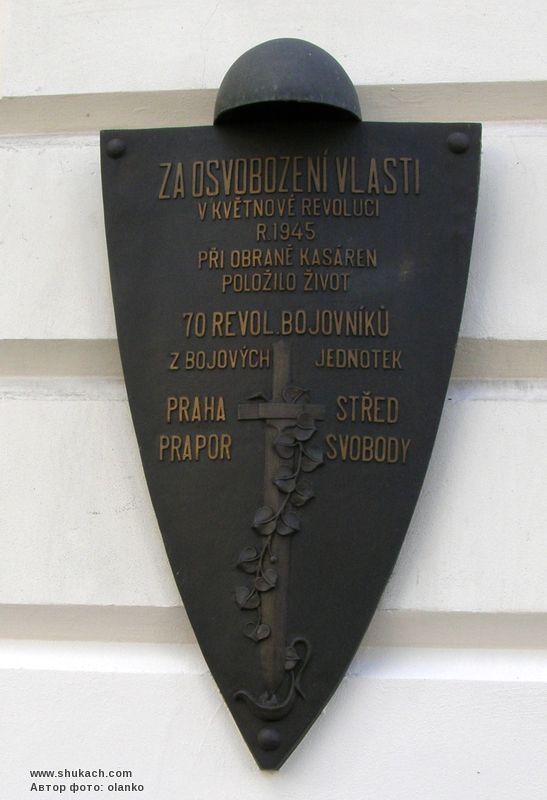 ZA OSVOBOZENÍ VLASTI
V KVĚTNOVÉ REVOLUCI
R.1945
PŘI OBRANĚ KASÁREN
POLOŽILO ŽIVOT
70 REVOL. BOJOVNÍKŮ
Z BOJOVÝCH JEDNOTEK
PRAHA STŘED
PRAPOR SVOBODY
www.shukach.com
Автор фото: olanko